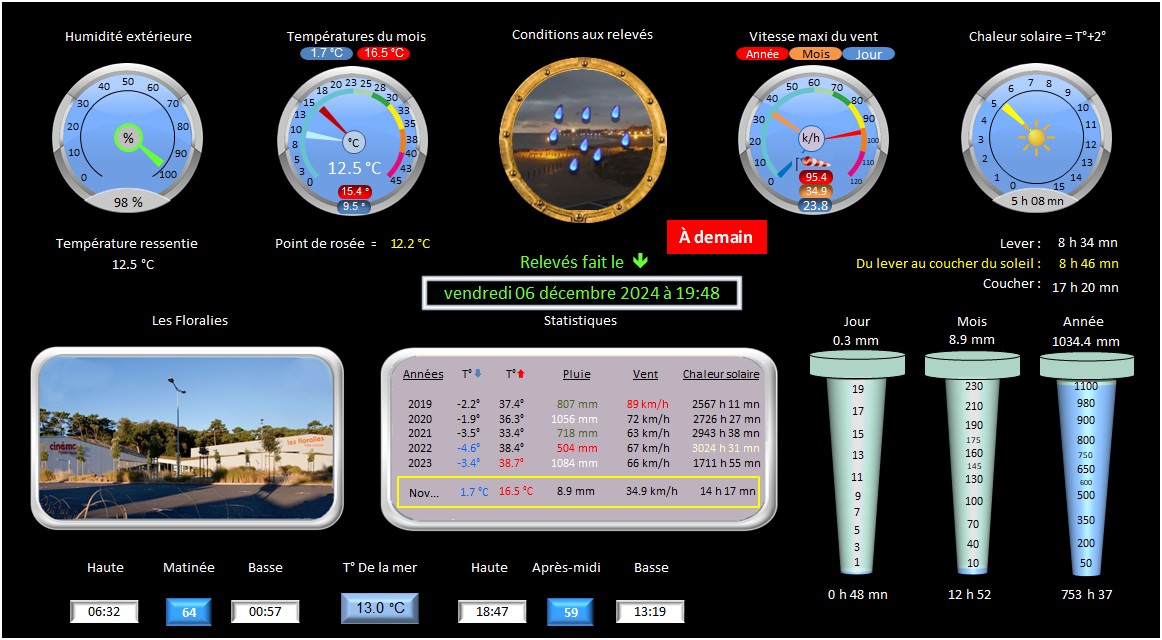 Humidité extérieure
Températures du mois
Conditions aux relevés
Vitesse maxi du vent
Chaleur solaire = T°+2°
1.7 °C
16.5 °C
Année
Mois
Jour
0
10
20
30
40
50
60
70
80
90
100
%
98 %
0
3
5
8
10
13
15
18
20
23
25
28
30
33
35
38
40
43
45
°C
12.5 °C
15.4 °
9.5 °
0
10
20
30
40
50
60
70
80
90
100
110
120
k/h
95.4
34.9
23.8
0
1
2
3
4
5
6
7
8
9
10
11
12
13
14
15
5 h 08 mn
Température ressentie
12.5 °C
Point de rosée = 12.2 °C
À demain
Relevés fait le
vendredi 06 décembre 2024 à 19:48
Lever : 8 h 34 mn
Du lever au coucher du soleil : 8 h 46 mn
Coucher : 17 h 20 mn
Les Floralies
cinéma
les floralies
Statistiques
Années T° T° Pluie Vent Chaleur solaire
2019 -2.2° 37.4° 807 mm 89 km/h 2567 h 11 mn
2020 -1.9° 36.3° 1056 mm 72 km/h 2726 h 27 mn
2021 -3.5° 33.4° 718 mm 63 km/h 2943 h 38 mn
2022 -4.6° 38.4° 504 mm 67 km/h 3024 h 31 mn
2023 -3.4° 38.7° 1084 mm 66 km/h 1711 h 55 mn
Nov... 1.7 °C 16.5 °C 8.9 mm 34.9 km/h 14 h 17 mn
Jour
0.3 mm
19
17
15
13
11
9
7
5
3
1
0 h 48 mn
Mois
8.9 mm
230
210
190
175
160
145
130
100
70
40
10
12 h 52
Année
1034.4 mm
1100
980
900
800
750
650
600
500
350
200
50
753 h 37
Haute Matinée Basse T° De la mer Haute Après-midi Basse
06:32 64 00:57 13.0 °C 18:47 59 13:19